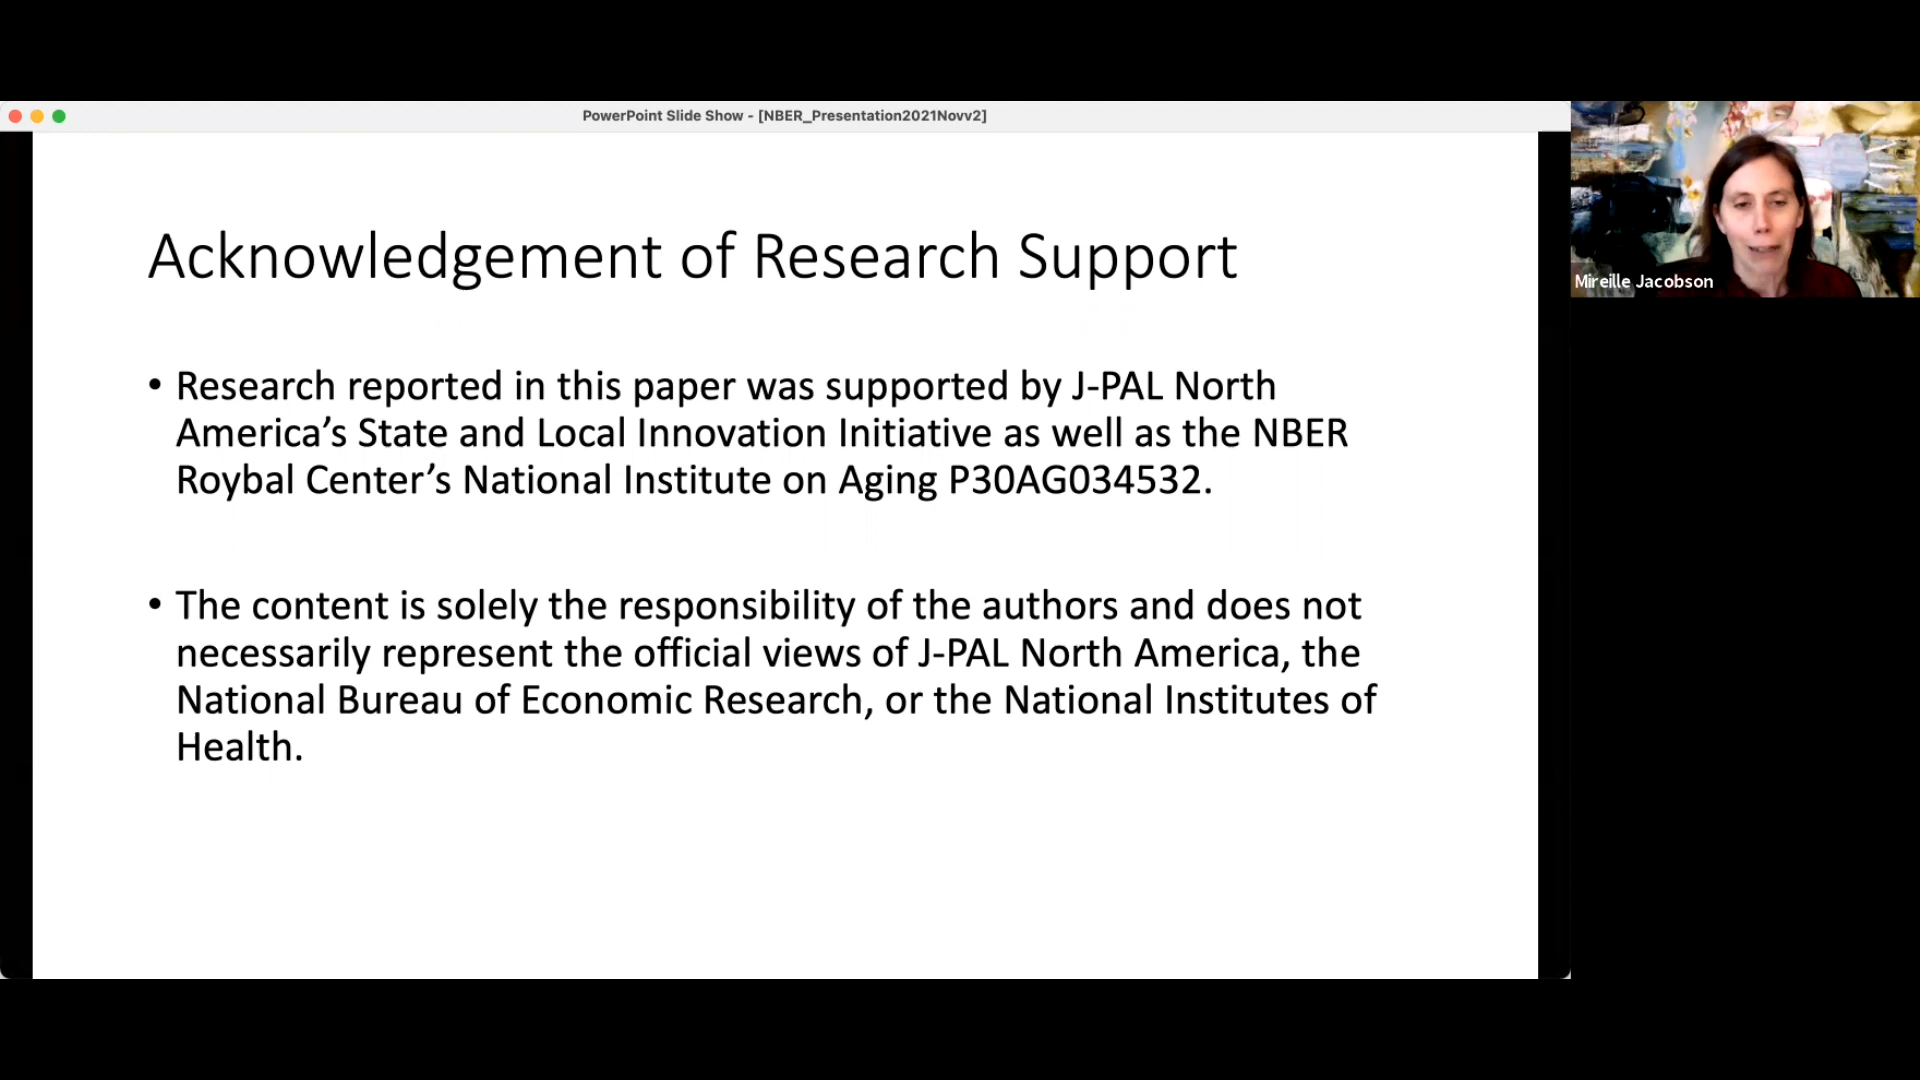 PowerPoint Slide Show - [NBER_Presentation2021Novv2]
Acknowledgement of Research Support
• Research reported in this paper was supported by J-PAL North
America’s State and Local Innovation Initiative as well as the NBER
Roybal Center’s National Institute on Aging P30AG034532.
• The content is solely the responsibility of the authors and does not
necessarily represent the official views of J-PAL North America, the
National Bureau of Economic Research, or the National Institutes of
Health.
Mireille Jacobson